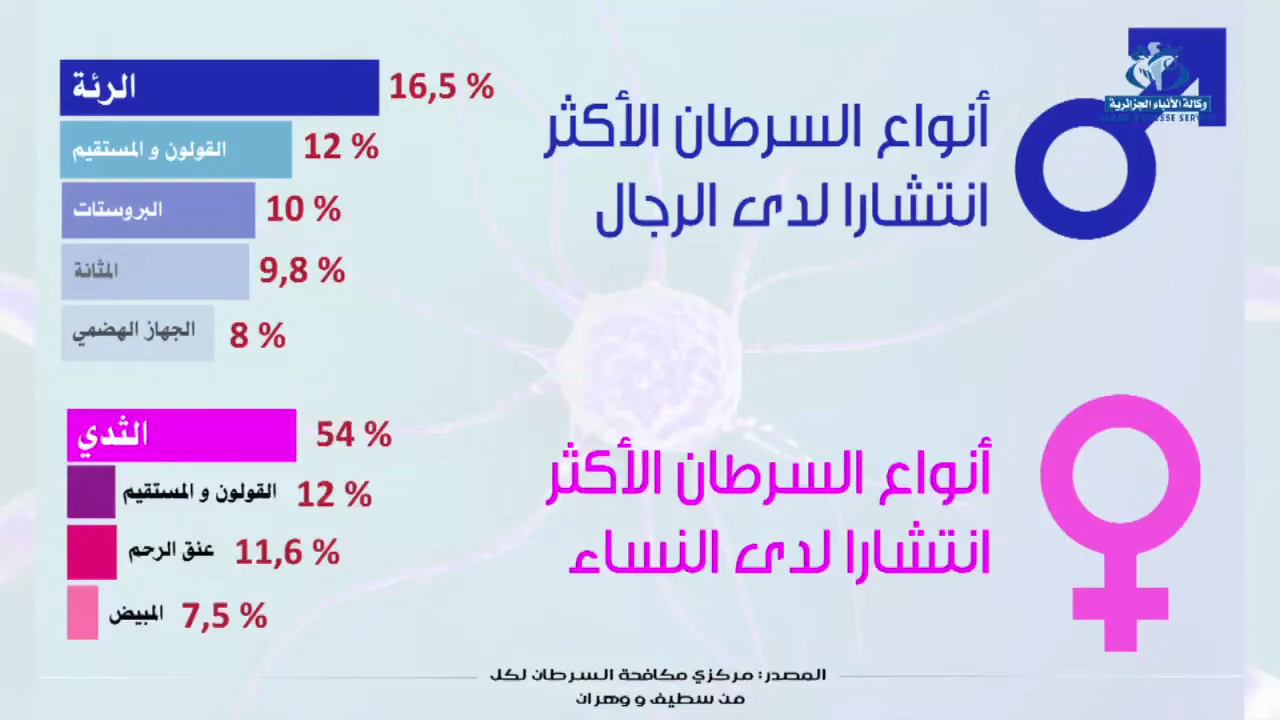 وكالة الأنباء الجزائرية
أنواع السرطان الأكثر
انتشارا لدى الرجال
الرئة 16,5 %
القولون و المستقيم 12 %
البروستات 10 %
المثانة 9,8 %
الجهاز الهضمي 8 %
أنواع السرطان الأكثر
انتشارا لدى النساء
الثدي 54 %
القولون و المستقيم 12 %
عنق الرحم 11,6 %
المبيض 7,5 %
المصدر: مركزي مكافحة السرطان لكل
من سطيف و وهران